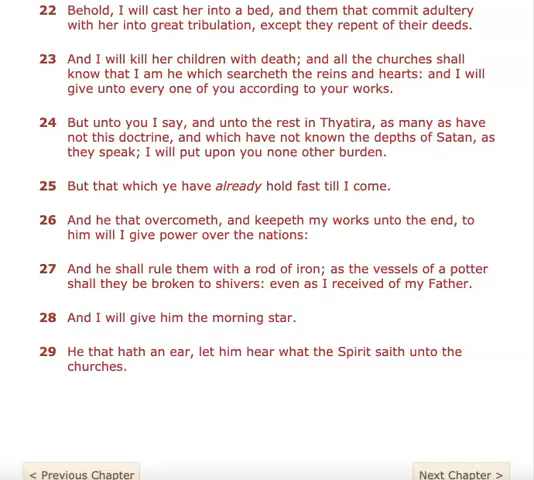 22 Behold, I will cast her into a bed, and them that commit adultery
with her into great tribulation, except they repent of their deeds.
23 And I will kill her children with death; and all the churches shall
know that I am he which searcheth the reins and hearts: and I will
give unto every one of you according to your works.
24 But unto you I say, and unto the rest in Thyatira, as many as have
not this doctrine, and which have not known the depths of Satan, as
they speak; I will put upon you none other burden.
25 But that which ye have already hold fast till I come.
26 And he that overcometh, and keepeth my works unto the end, to
him will I give power over the nations:
27 And he shall rule them with a rod of iron; as the vessels of a potter
shall they be broken to shivers: even as I received of my Father.
28 And I will give him the morning star.
29 He that hath an ear, let him hear what the Spirit saith unto the
churches.
< Previous Chapter
Next Chapter >